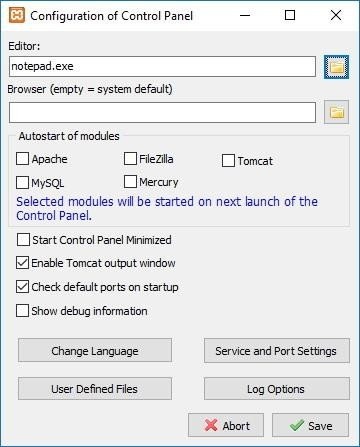 Configuration of Control Panel
Editor:
notepad.exe
Browser (empty = system default)
Autostart of modules
Apache FileZilla Tomcat
MySQL Mercury
Selected modules will be started on next launch of the
Control Panel.
Start Control Panel Minimized
Enable Tomcat output window
Check default ports on startup
Show debug information
Change Language Service and Port Settings
User Defined Files Log Options
Abort Save